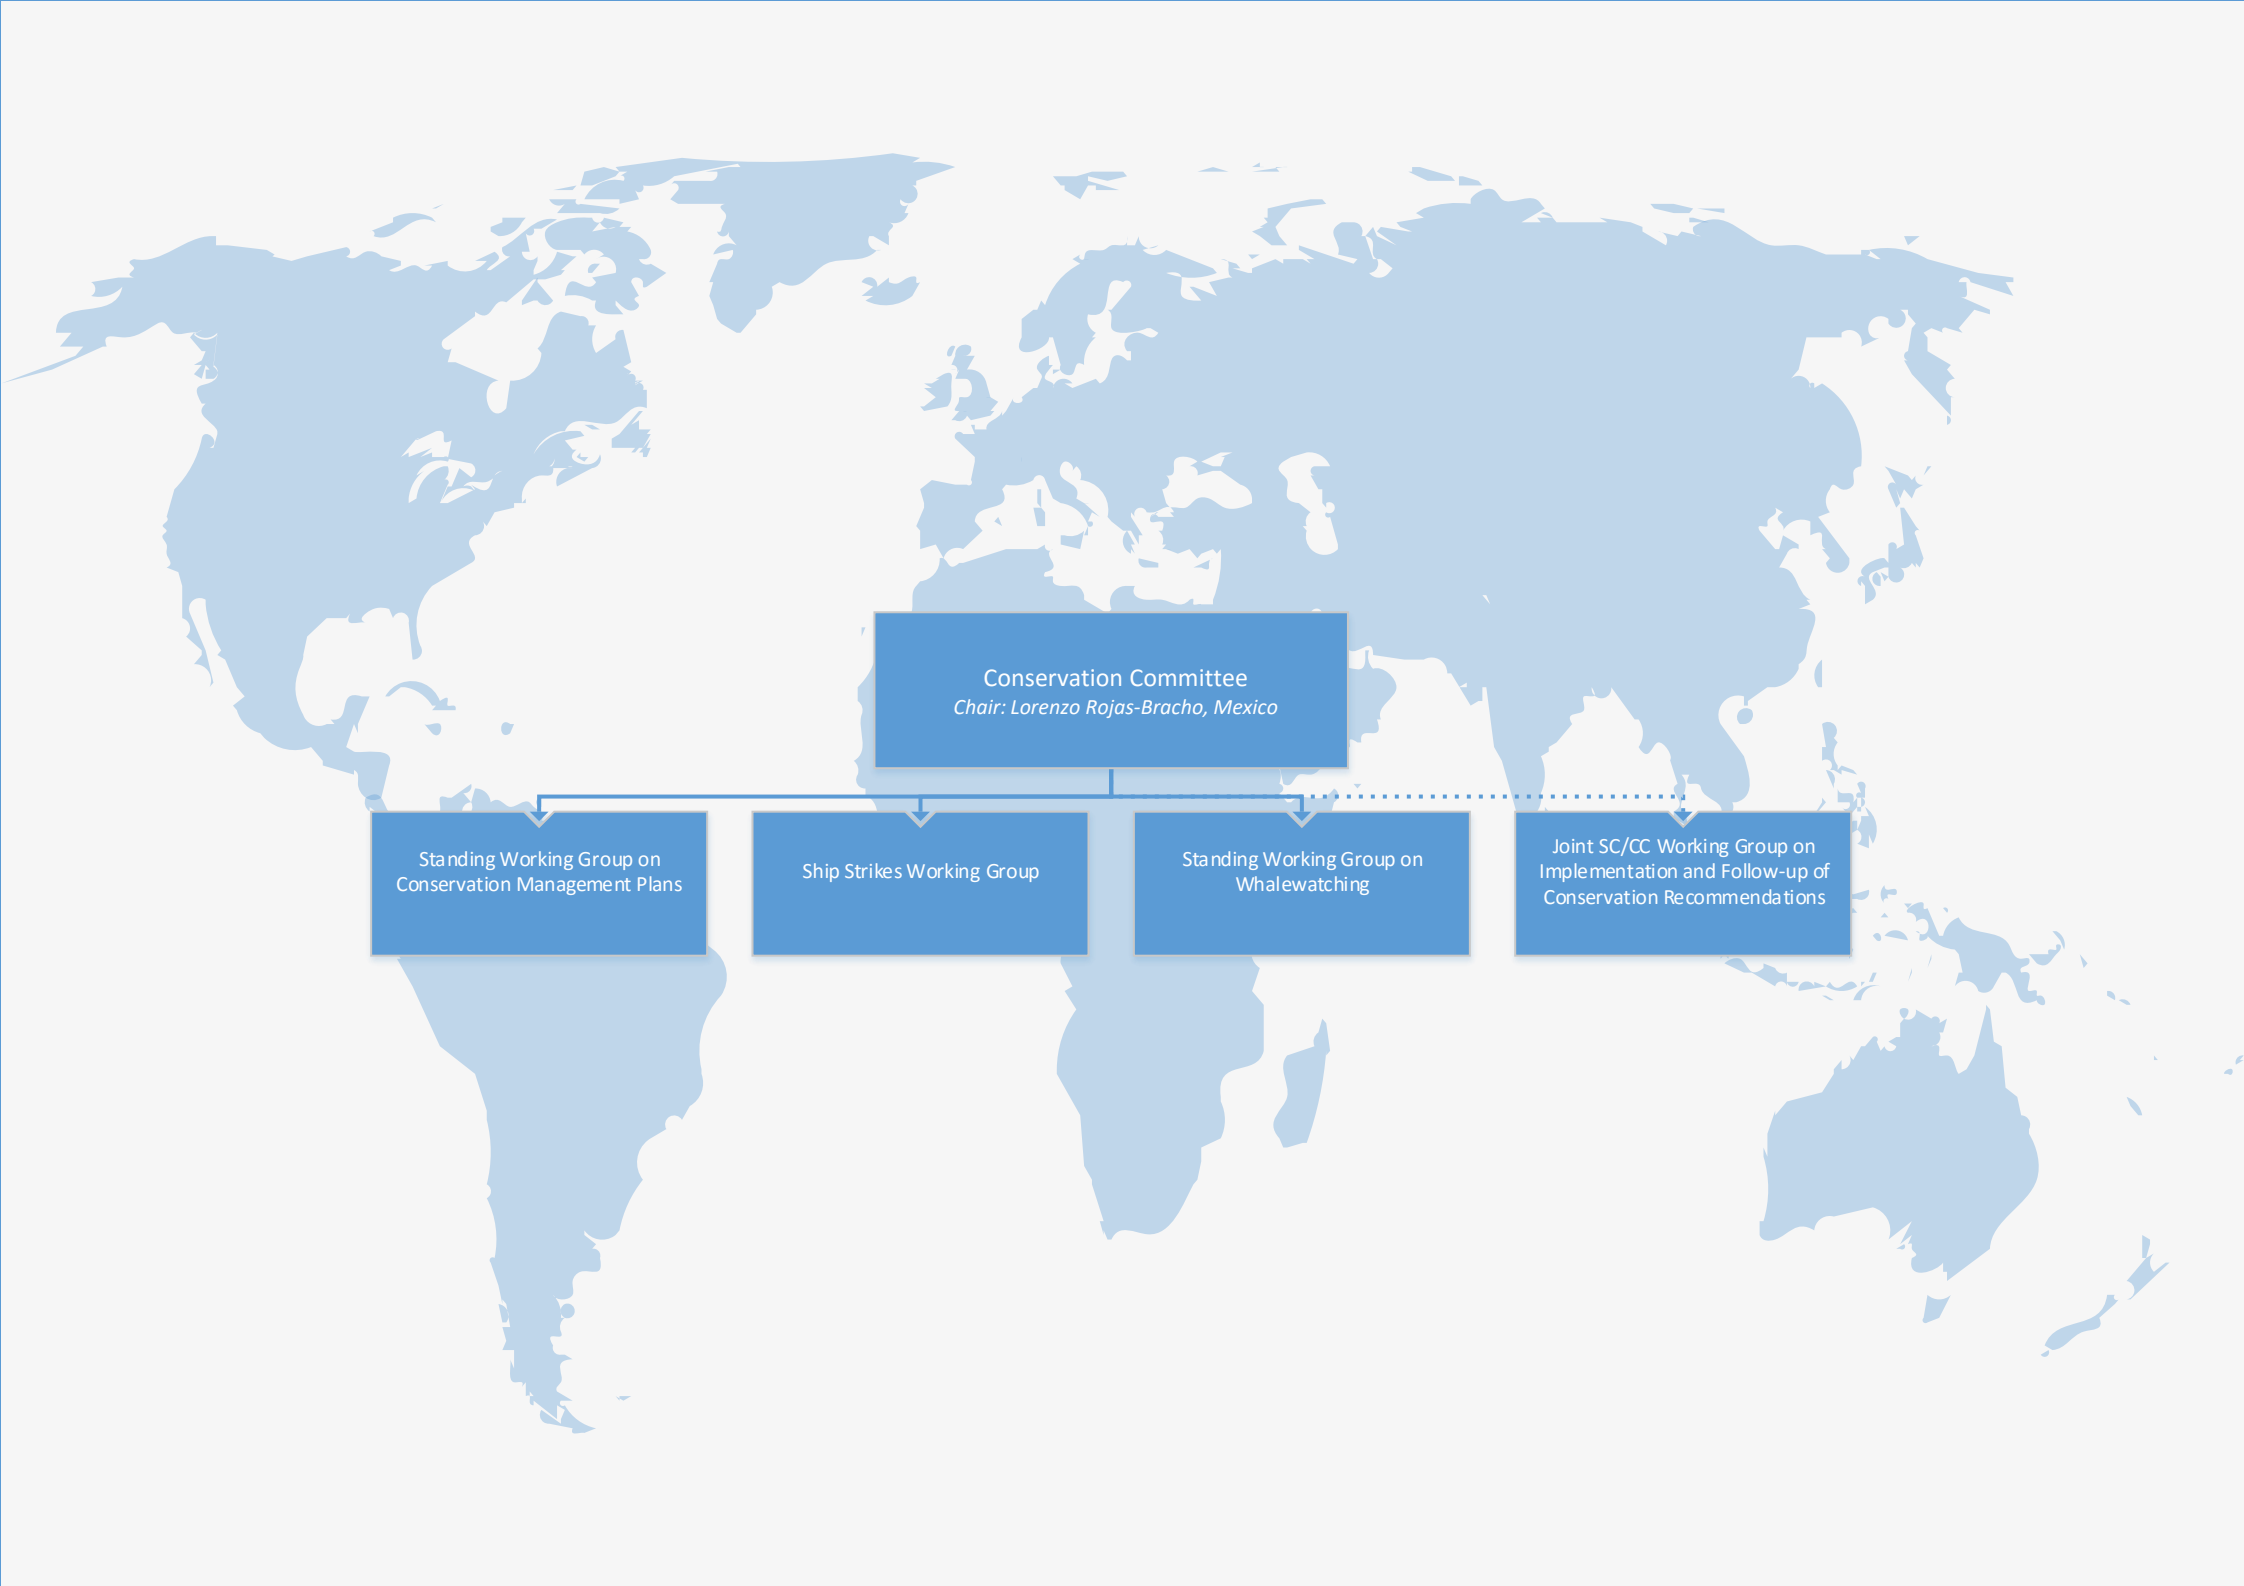 Conservation Committee
Chair: Lorenzo Rojas-Bracho, Mexico
Standing Working Group on
Conservation Management Plans
Ship Strikes Working Group
Standing Working Group on
Whalewatching
Joint SC/CC Working Group on
Implementation and Follow-up of
Conservation Recommendations